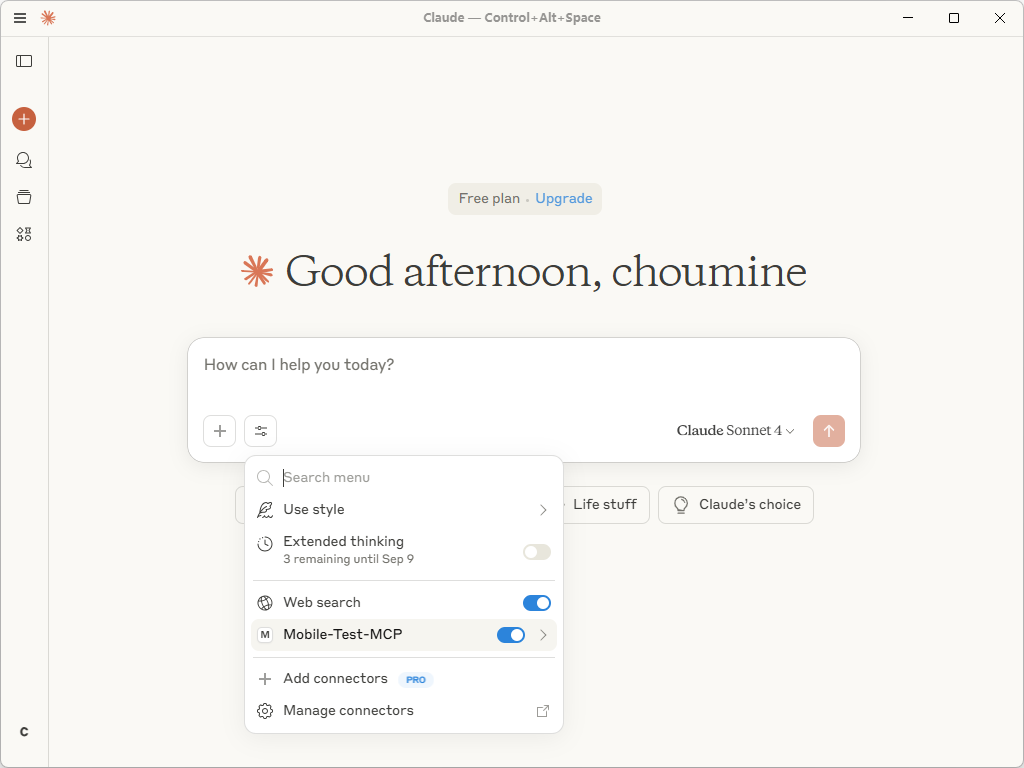 Claude — Control+Alt+Space
Free plan · Upgrade
Good afternoon, choumine
How can I help you today?
Claude Sonnet 4
Search menu
Use style
Life stuff
Claude's choice
Extended thinking
3 remaining until Sep 9
Web search
M Mobile-Test-MCP
Add connectors PRO
Manage connectors
C